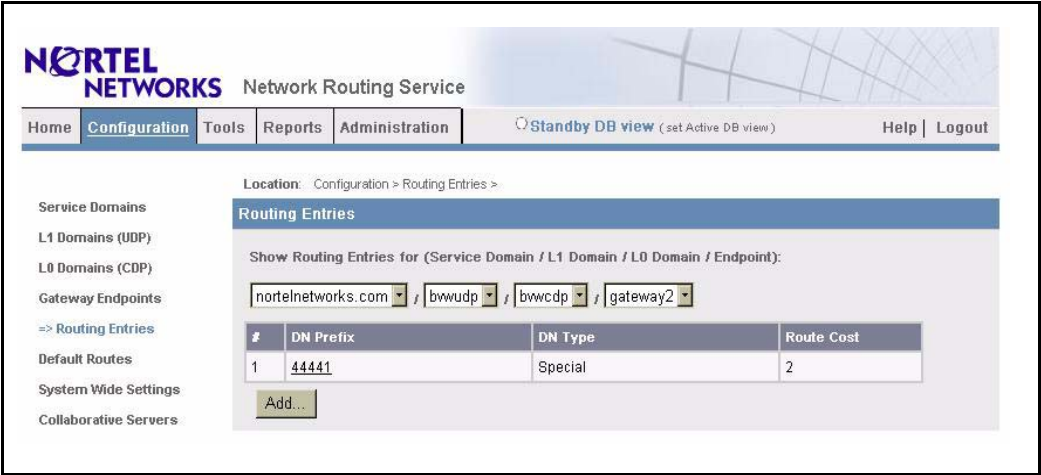 NORTEL
NETWORKS Network Routing Service
Home Configuration Tools Reports Administration Standby DB view ( set Active DB view ) Help | Logout
Location: Configuration > Routing Entries >
Service Domains
L1 Domains (UDP)
L0 Domains (CDP)
Gateway Endpoints
=> Routing Entries
Default Routes
System Wide Settings
Collaborative Servers
Routing Entries
Show Routing Entries for (Service Domain / L1 Domain / L0 Domain / Endpoint):
nortelnetworks.com / bvwudp / bvwcdp / gateway2
# DN Prefix DN Type Route Cost
1 44441 Special 2
Add...